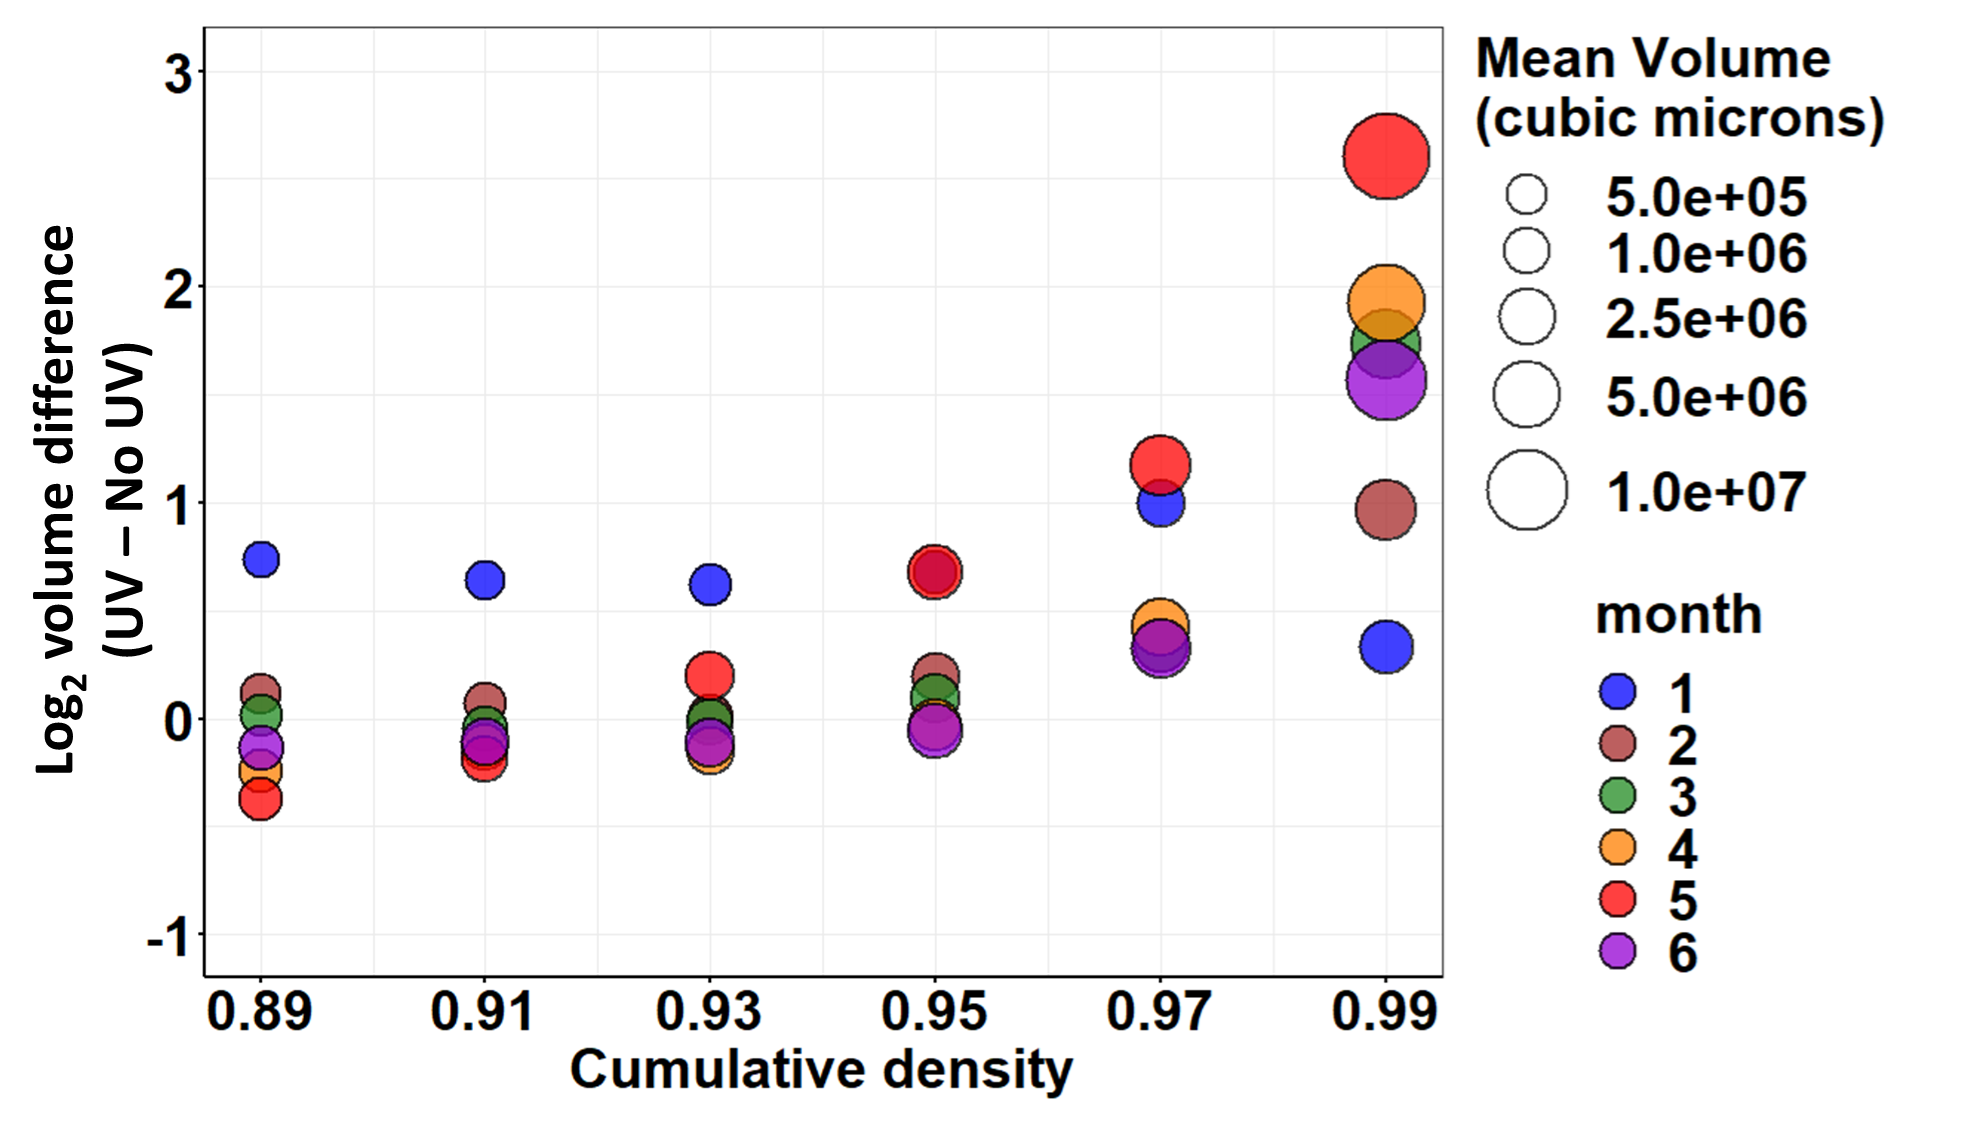 Log2 volume difference
(UV – No UV)
3
2
1
0
-1
0.89 0.91 0.93 0.95 0.97 0.99
Cumulative density
Mean Volume
(cubic microns)
5.0e+05
1.0e+06
2.5e+06
5.0e+06
1.0e+07
month
1
2
3
4
5
6